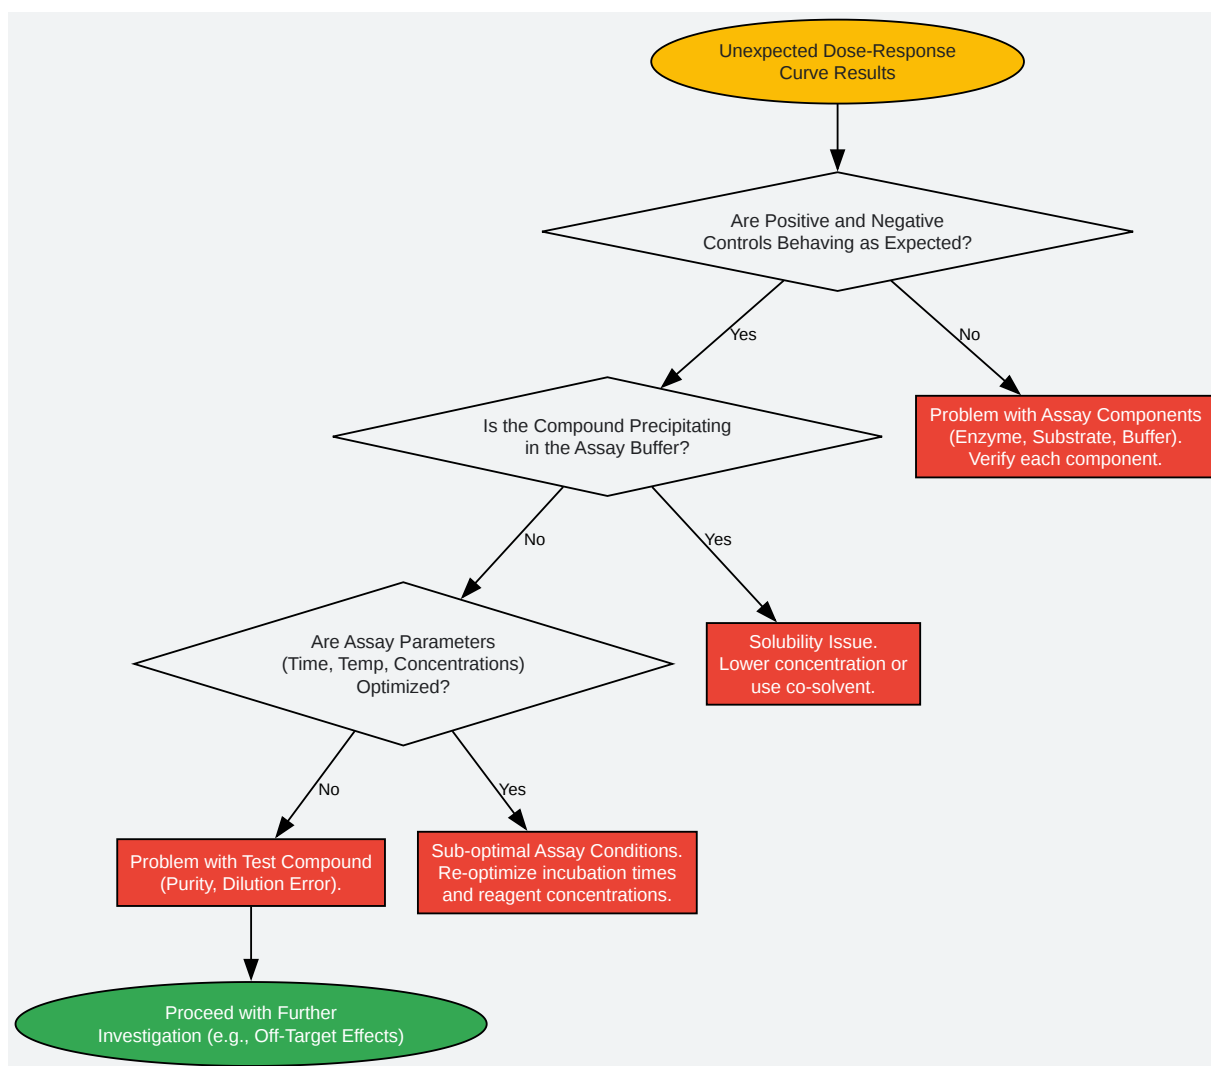 Unexpected Dose-Response
Curve Results
Are Positive and Negative
Controls Behaving as Expected?
Yes
No
Is the Compound Precipitating
in the Assay Buffer?
Problem with Assay Components
(Enzyme, Substrate, Buffer).
Verify each component.
No
Yes
Are Assay Parameters
(Time, Temp, Concentrations)
Optimized?
Solubility Issue.
Lower concentration or
use co-solvent.
No
Yes
Problem with Test Compound
(Purity, Dilution Error).
Sub-optimal Assay Conditions.
Re-optimize incubation times
and reagent concentrations.
Proceed with Further
Investigation (e.g., Off-Target Effects)